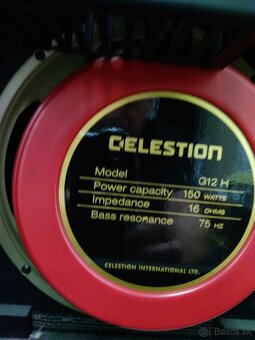 CELESTION
Model G12 H
Power capacity 150 WATTS
Impedance 16 OHMS
Bass resonance 75 HZ
CELESTION INTERNATIONAL LTD.
Bazos.sk